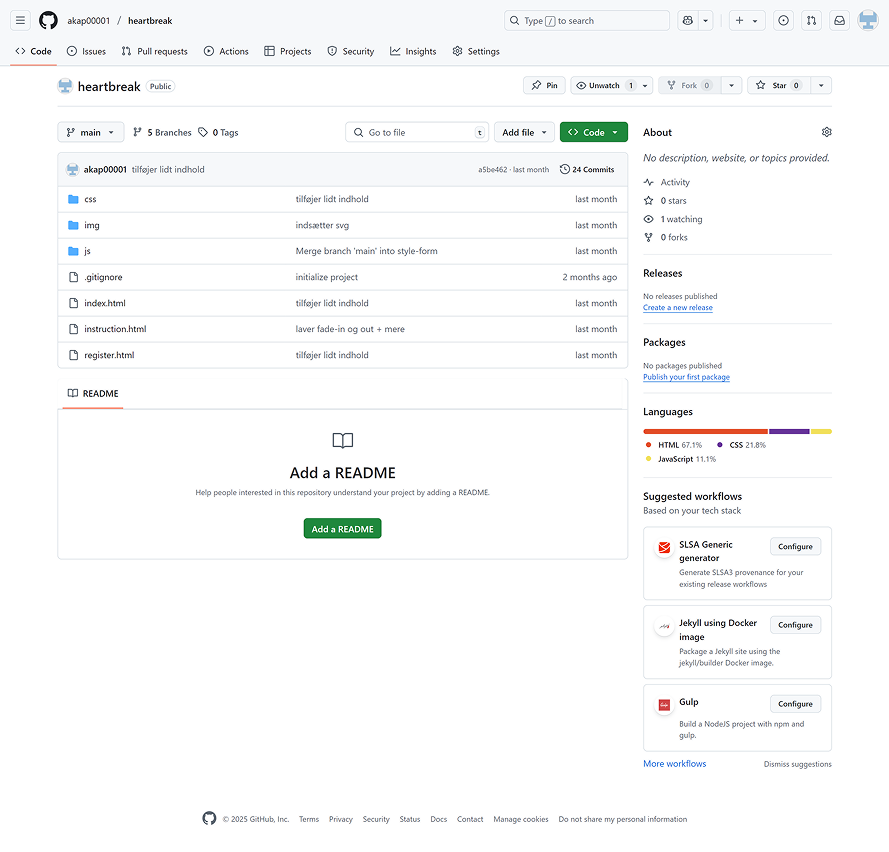 akap00001 / heartbreak
Type / to search
Code Issues Pull requests Actions Projects Security Insights Settings
heartbreak Public
Pin Unwatch 1 Fork 0 Star 0
main 5 Branches 0 Tags
Go to file t Add file Code
akap00001 tilføjer lidt indhold a5be462 · last month 24 Commits
css tilføjer lidt indhold last month
img indsætter svg last month
js Merge branch 'main' into style-form last month
.gitignore initialize project 2 months ago
index.html tilføjer lidt indhold last month
instruction.html laver fade-in og out + mere last month
register.html tilføjer lidt indhold last month
README
Add a README
Help people interested in this repository understand your project by adding a README.
Add a README
About
No description, website, or topics provided.
Activity
0 stars
1 watching
0 forks
Releases
No releases published
Create a new release
Packages
No packages published
Publish your first package
Languages
HTML 67.1% CSS 21.8%
JavaScript 11.1%
Suggested workflows
Based on your tech stack
SLSA Generic
generator
Configure
Generate SLSA3 provenance for your
existing release workflows
Jekyll using Docker
image
Configure
Package a Jekyll site using the
jekyll/builder Docker image.
Gulp
Configure
Build a NodeJS project with npm and
gulp.
More workflows Dismiss suggestions
© 2025 GitHub, Inc. Terms Privacy Security Status Docs Contact Manage cookies Do not share my personal information